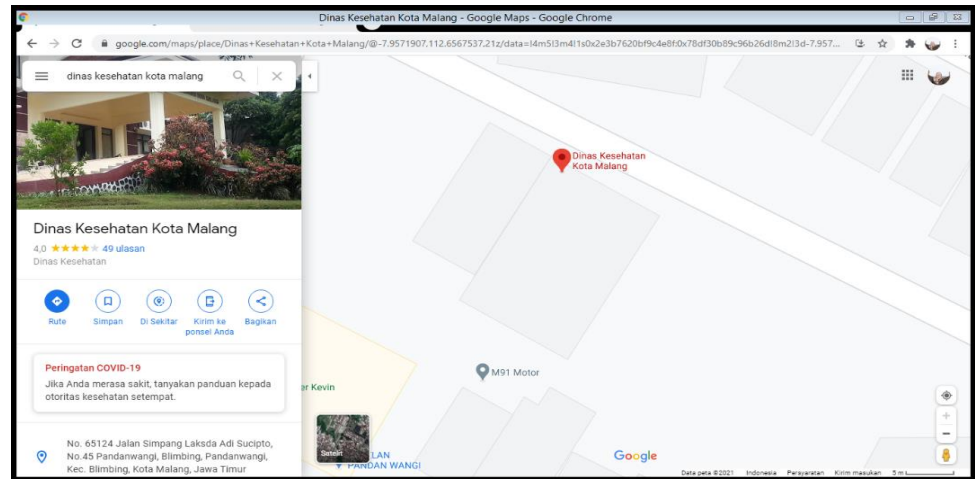 Dinas Kesehatan Kota Malang - Google Maps - Google Chrome
google.com/maps/place/Dinas+Kesehatan+Kota+Malang/@-7.9571907,112.6567537,21z/data=!4m5!3m4!1s0x2e3b7620bf9c4e8f:0x78df30b89c96b26d!8m2!3d-7.957...
dinas kesehatan kota malang
Dinas Kesehatan Kota Malang
4,0 49 ulasan
Dinas Kesehatan
Rute
Simpan
Di Sekitar
Kirim ke ponsel Anda
Bagikan
Peringatan COVID-19
Jika Anda merasa sakit, tanyakan panduan kepada
otoritas kesehatan setempat.
No. 65124 Jalan Simpang Laksda Adi Sucipto,
No.45 Pandanwangi, Blimbing, Pandanwangi,
Kec. Blimbing, Kota Malang, Jawa Timur
Dinas Kesehatan
Kota Malang
M91 Motor
er Kevin
Satelit
LAN
PANDAN WANGI
Google
Data peta ©2021 Indonesia Persyaratan Kirim masukan 5 m